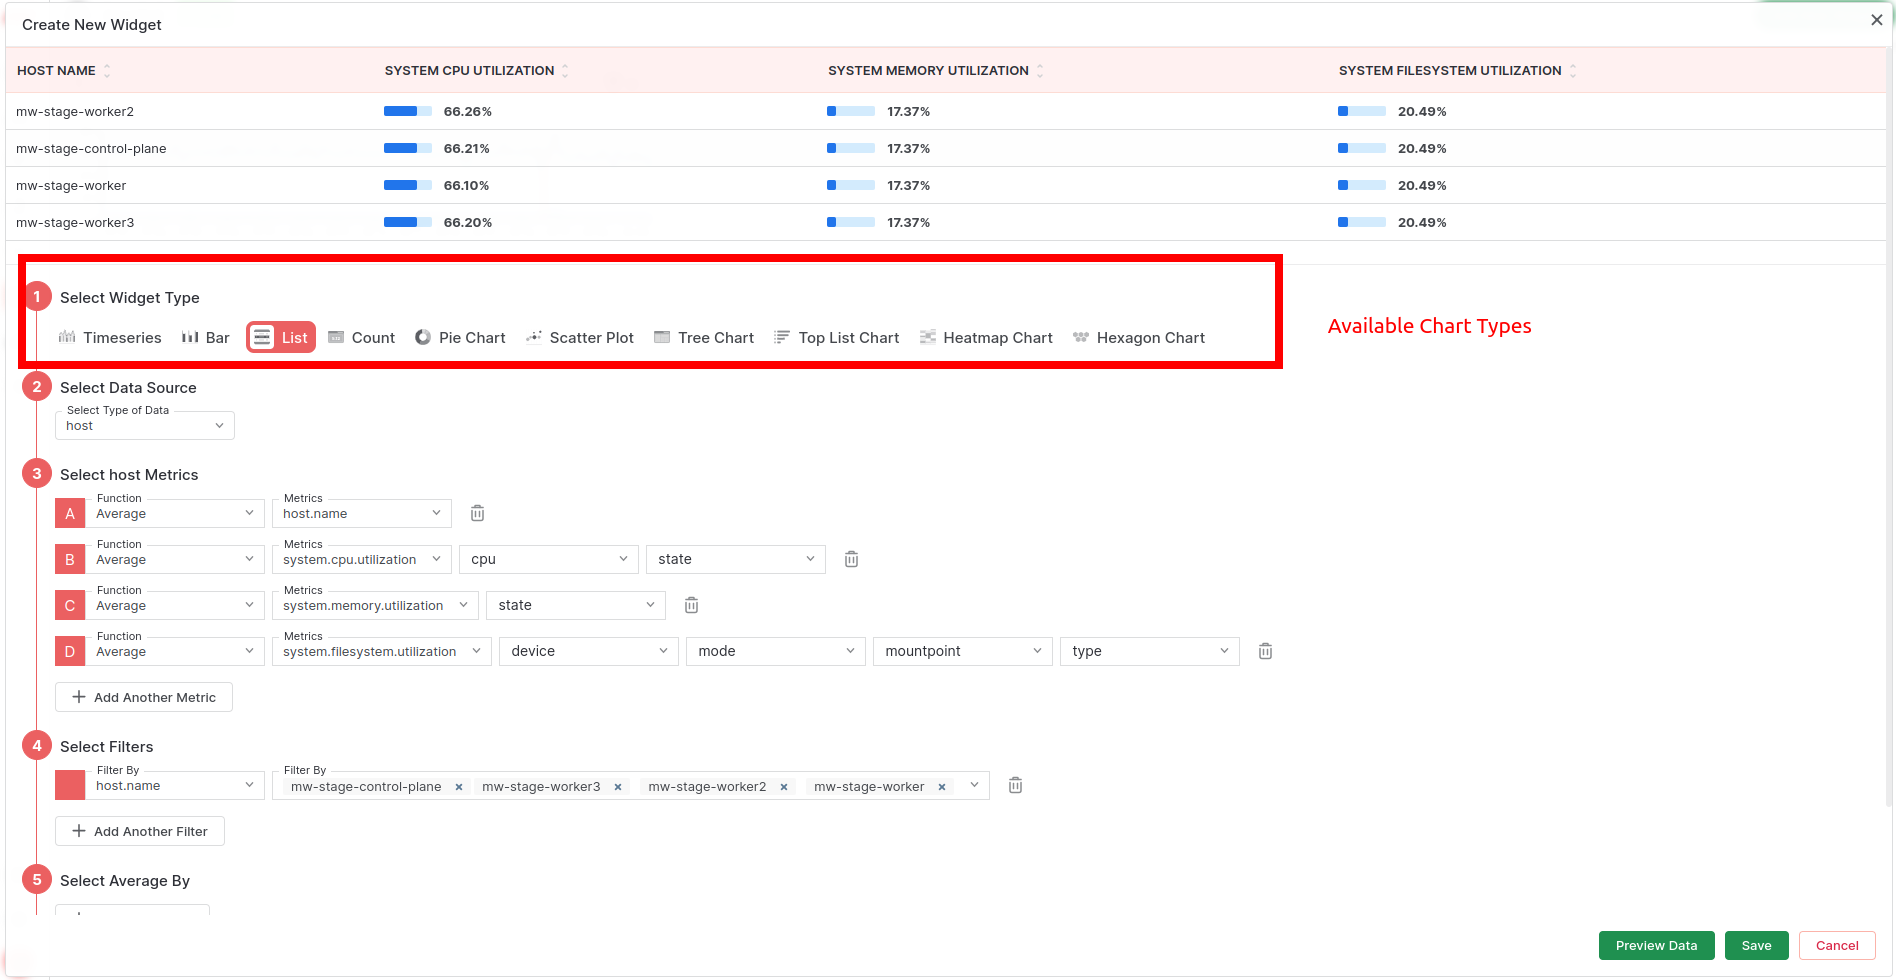 Create New Widget
HOST NAME SYSTEM CPU UTILIZATION SYSTEM MEMORY UTILIZATION SYSTEM FILESYSTEM UTILIZATION
mw-stage-worker2 66.26% 17.37% 20.49%
mw-stage-control-plane 66.21% 17.37% 20.49%
mw-stage-worker 66.10% 17.37% 20.49%
mw-stage-worker3 66.20% 17.37% 20.49%
1 Select Widget Type
Timeseries Bar List Count Pie Chart Scatter Plot Tree Chart Top List Chart Heatmap Chart Hexagon Chart
Available Chart Types
2 Select Data Source
Select Type of Data
host
3 Select host Metrics
Function Metrics
A Average host.name
Function Metrics
B Average system.cpu.utilization cpu state
Function Metrics
C Average system.memory.utilization state
Function Metrics
D Average system.filesystem.utilization device mode mountpoint type
Add Another Metric
4 Select Filters
Filter By Filter By
host.name mw-stage-control-plane × mw-stage-worker3 × mw-stage-worker2 × mw-stage-worker ×
Add Another Filter
5 Select Average By
Preview Data Save Cancel